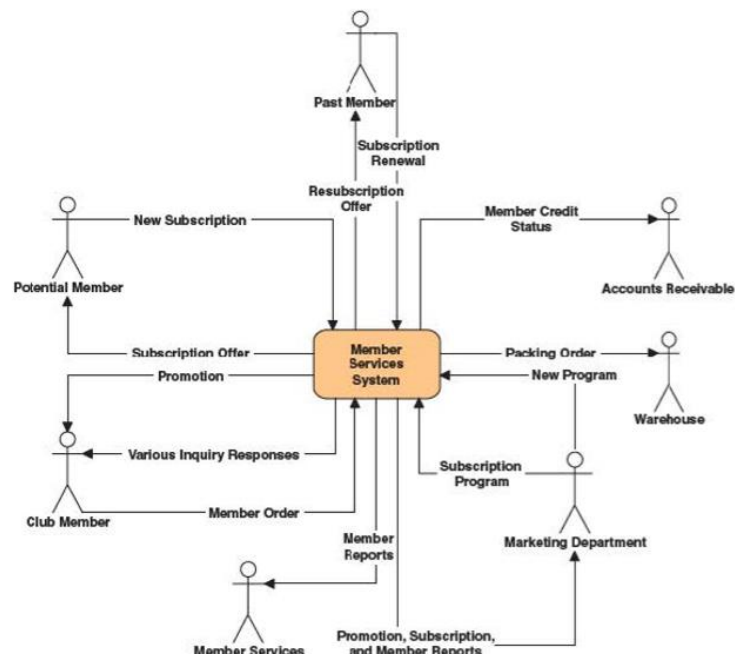 Past Member
Subscription
Renewal
Resubscription
Offer
New Subscription
Member Credit
Status
Potential Member
Accounts Receivable
Member
Services
System
Subscription Offer
Packing Order
Promotion
New Program
Warehouse
Various Inquiry Responses
Subscription
Program
Member Order
Club Member
Marketing Department
Member
Reports
Promotion, Subscription,
and Member Reports
Member Services